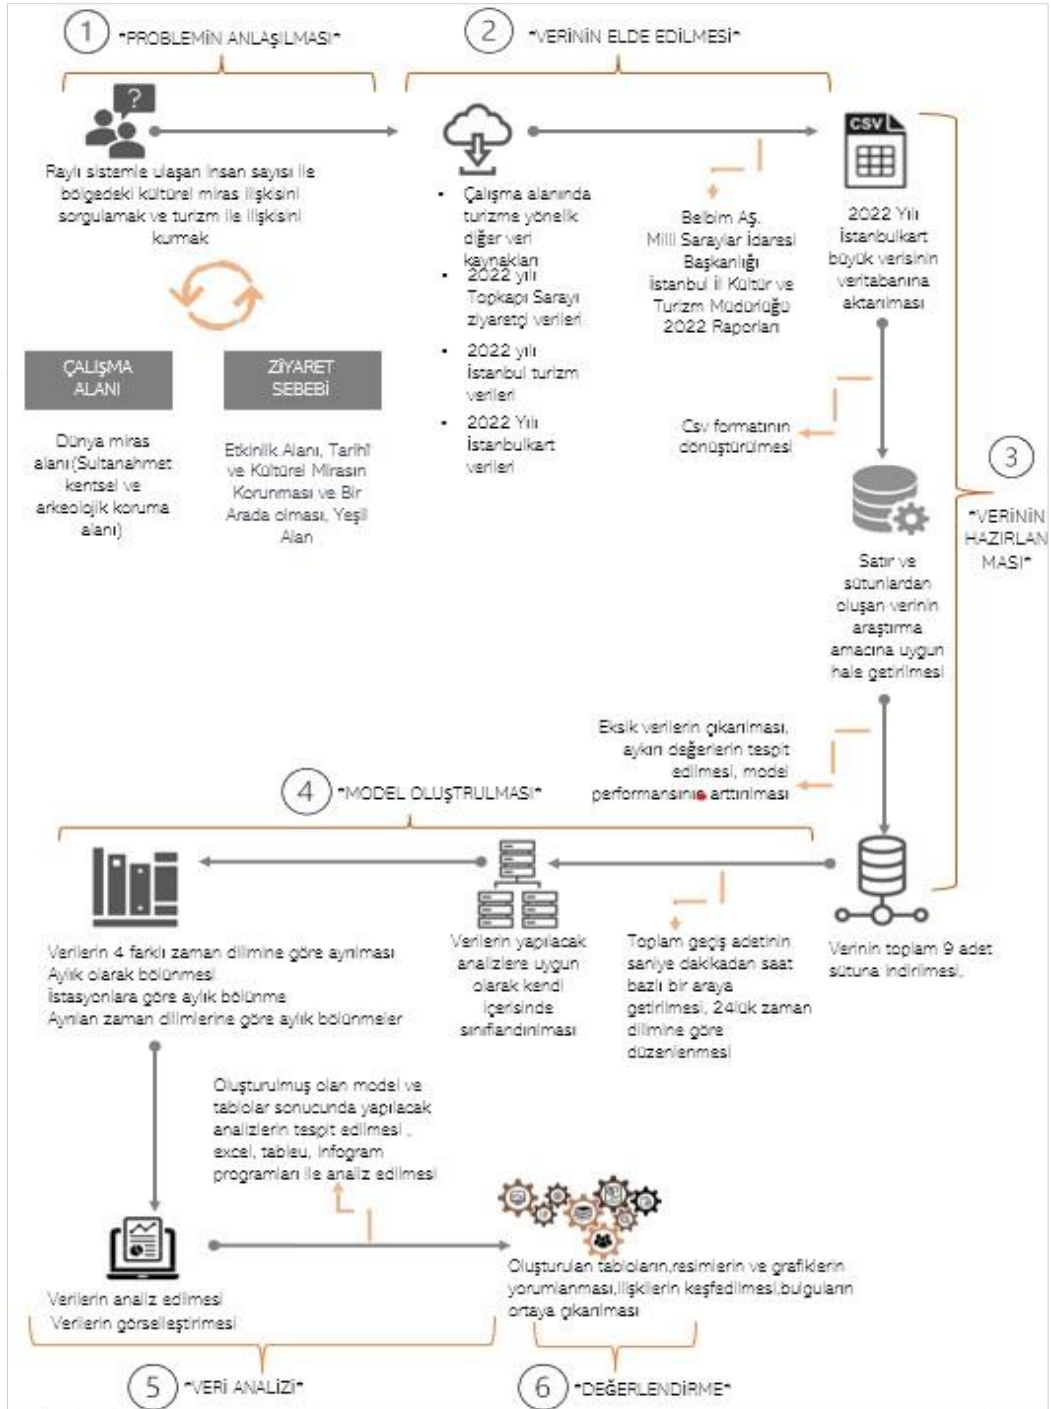 1 *PROBLEMİN ANLAŞILMASI*
?
Raylı sistemle ulaşan insan sayısı ile
bölgedeki kültürel miras ilişkisini
sorgulamak ve turizm ile ilişkisini
kurmak
ÇALIŞMA
ALANI
Dünya miras
alanı(Sultanahmet
kentsel ve
arkeolojik koruma
alanı)
ZİYARET
SEBEBİ
Etkinlik Alanı, Tarihî
ve Kültürel Mirasın
Korunması ve Bir
Arada olması, Yeşil
Alan
2 *VERİNİN ELDE EDİLMESİ*
• Çalışma alanında
turizme yönelik
diğer veri
kaynakları
• 2022 yılı
Topkapı Sarayı
ziyaretçi verileri
• 2022 yılı
İstanbul turizm
verileri
• 2022 Yılı
İstanbulkart
verileri
Belbim AŞ.
Milli Saraylar İdaresi
Başkanlığı
İstanbul İl Kültür ve
Turizm Müdürlüğü
2022 Raporları
CSV
2022 Yılı
İstanbulkart
büyük verisinin
veritabanına
aktarılması
Csv formatının
dönüştürülmesi
3
*VERİNİN
HAZIRLAN
MASI*
Satır ve
sütunlardan
oluşan verinin
araştırma
amacına uygun
hale getirilmesi
Eksik verilerin çıkarılması,
aykırı değerlerin tespit
edilmesi, model
performansının arttırılması
Verinin toplam 9 adet
sütuna indirilmesi,
4 *MODEL OLUŞTRULMASI*
Toplam geçiş adetinin
saniye dakikadan saat
bazlı bir araya
getirilmesi, 24lük zaman
dilimine göre
düzenlenmesi
Verilerin yapılacak
analizlere uygun
olarak kendi
içerisinde
sınıflandırılması
Verilerin 4 farklı zaman dilimine göre ayrılması
Aylık olarak bölünmesi
İstasyonlara göre aylık bölünme
Ayrılan zaman dilimlerine göre aylık bölünmeler
Oluşturulmuş olan model ve
tablolar sonucunda yapılacak
analizlerin tespit edilmesi ,
excel, tableu, infogram
programları ile analiz edilmesi
Verilerin analiz edilmesi
Verilerin görselleştirimesi
5 *VERİ ANALİZİ*
Oluşturulan tabloların,resimlerin ve grafiklerin
yorumlanması,ilişkilerin keşfedilmesi,bulguların
ortaya çıkarılması
6 *DEĞERLENDİRME*